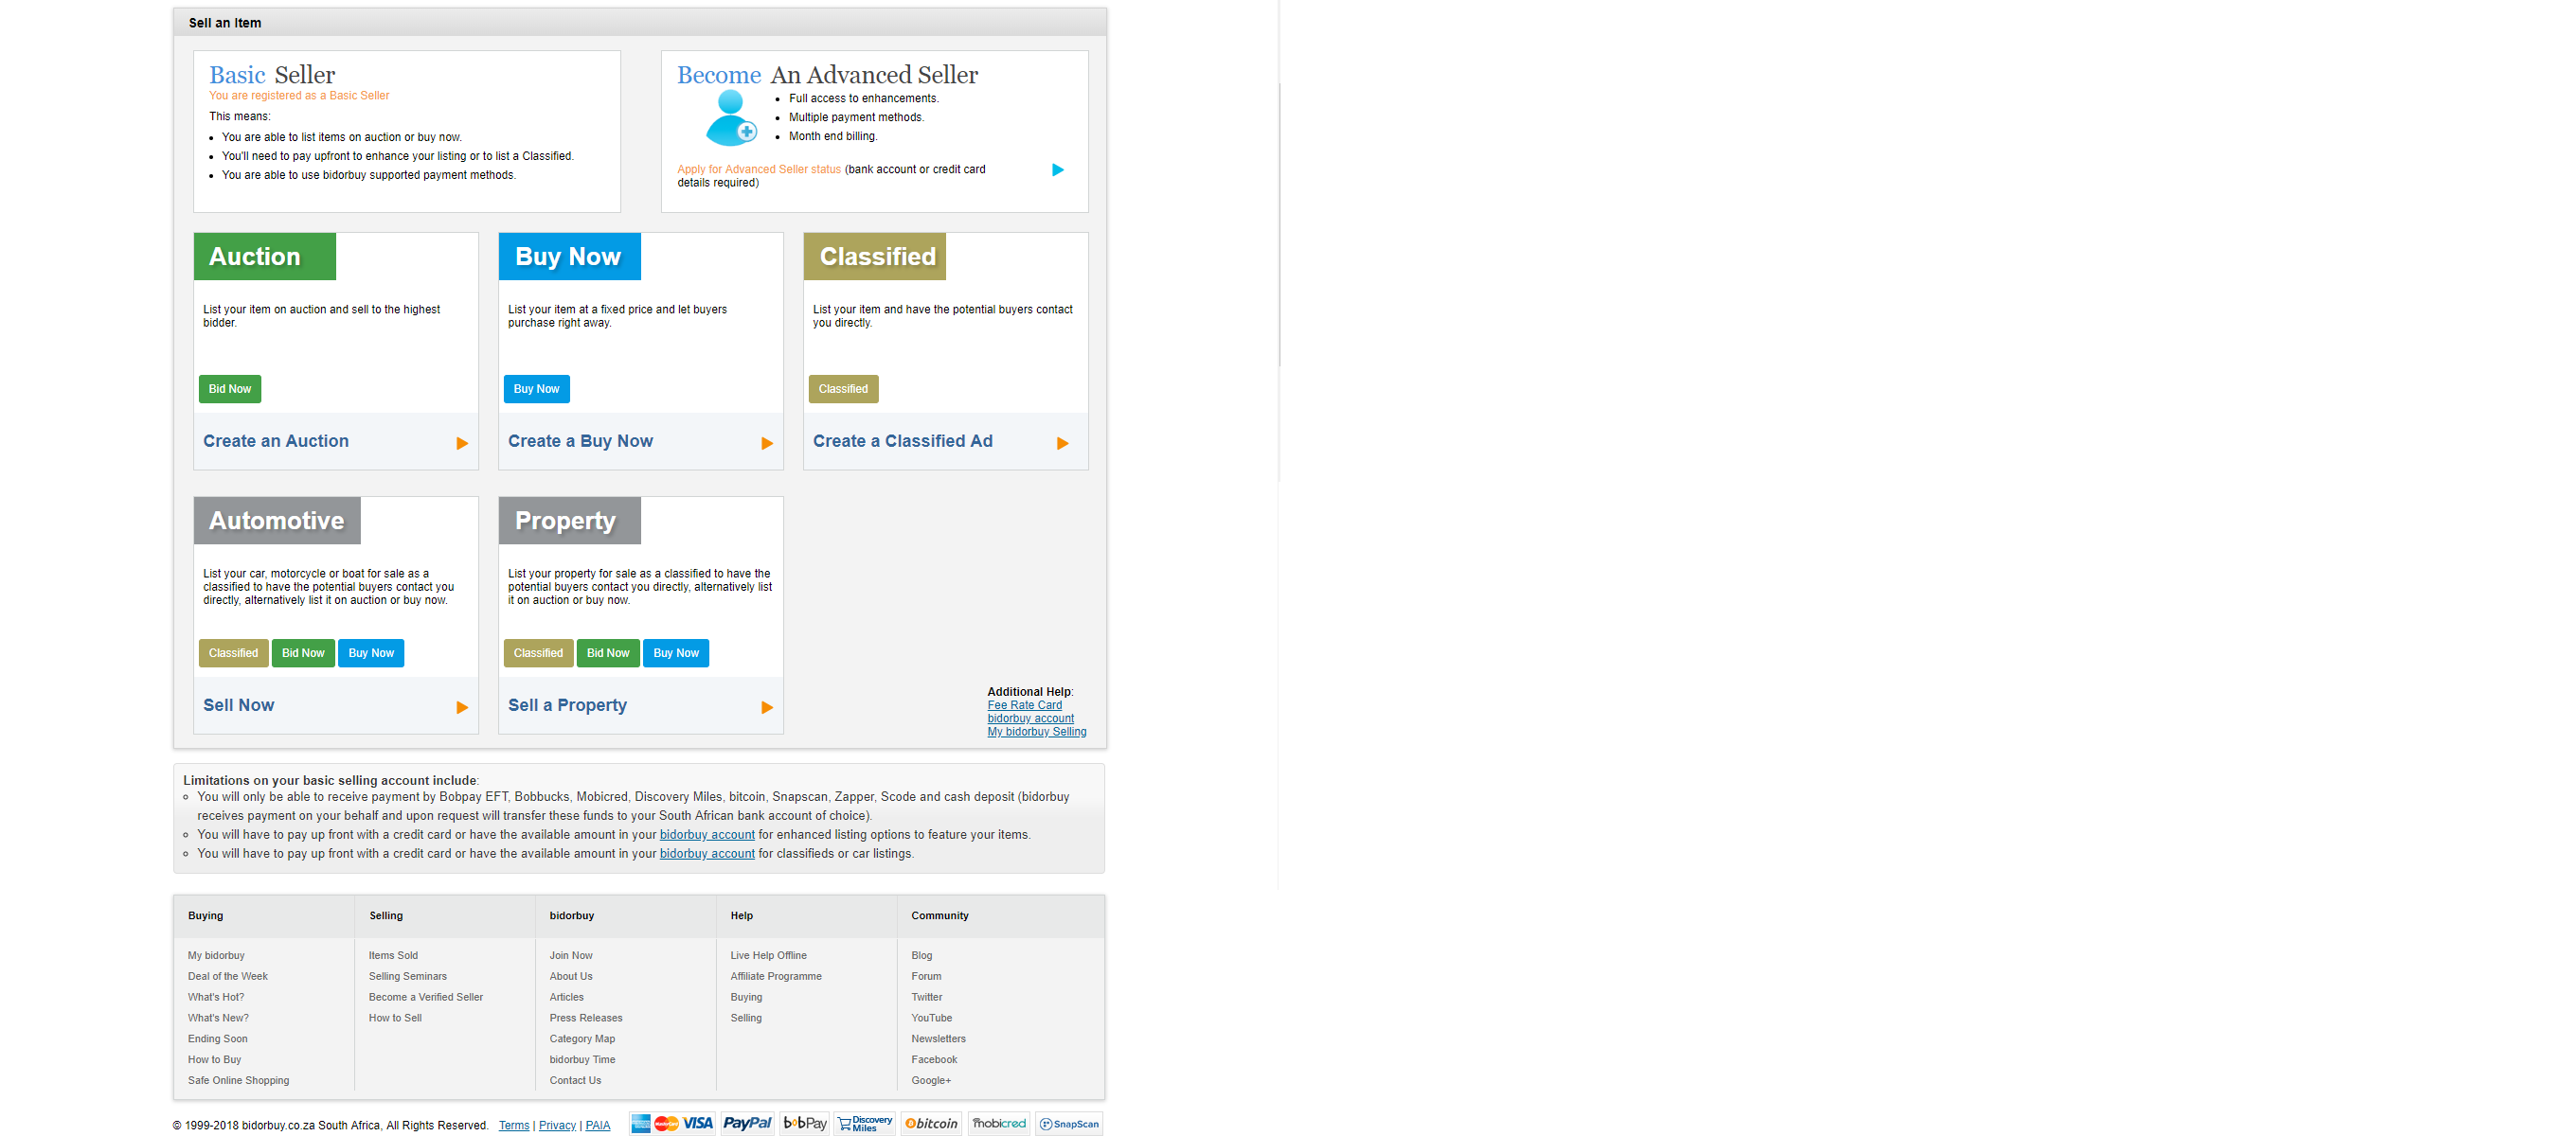 Sell an Item
Basic Seller
You are registered as a Basic Seller
This means:
You are able to list items on auction or buy now.
You'll need to pay upfront to enhance your listing or to list a Classified.
You are able to use bidorbuy supported payment methods.
Become An Advanced Seller
Full access to enhancements.
Multiple payment methods.
Month end billing.
Apply for Advanced Seller status (bank account or credit card
details required)
Auction
List your item on auction and sell to the highest
bidder.
Bid Now
Create an Auction
Buy Now
List your item at a fixed price and let buyers
purchase right away.
Buy Now
Create a Buy Now
Classified
List your item and have the potential buyers contact
you directly.
Classified
Create a Classified Ad
Automotive
List your car, motorcycle or boat for sale as a
classified to have the potential buyers contact you
directly, alternatively list it on auction or buy now.
Classified Bid Now Buy Now
Sell Now
Property
List your property for sale as a classified to have the
potential buyers contact you directly, alternatively list
it on auction or buy now.
Classified Bid Now Buy Now
Sell a Property
Additional Help:
Fee Rate Card
bidorbuy account
My bidorbuy Selling
Limitations on your basic selling account include:
You will only be able to receive payment by Bobpay EFT, Bobbucks, Mobicred, Discovery Miles, bitcoin, Snapscan, Zapper, Scode and cash deposit (bidorbuy
receives payment on your behalf and upon request will transfer these funds to your South African bank account of choice).
You will have to pay up front with a credit card or have the available amount in your bidorbuy account for enhanced listing options to feature your items.
You will have to pay up front with a credit card or have the available amount in your bidorbuy account for classifieds or car listings.
Buying
My bidorbuy
Deal of the Week
What's Hot?
What's New?
Ending Soon
How to Buy
Safe Online Shopping
Selling
Items Sold
Selling Seminars
Become a Verified Seller
How to Sell
bidorbuy
Join Now
About Us
Articles
Press Releases
Category Map
bidorbuy Time
Contact Us
Help
Live Help Offline
Affiliate Programme
Buying
Selling
Community
Blog
Forum
Twitter
YouTube
Newsletters
Facebook
Google+
© 1999-2018 bidorbuy.co.za South Africa, All Rights Reserved. Terms | Privacy | PAIA
VISA PayPal bobPay Discovery Miles bitcoin mobicred SnapScan